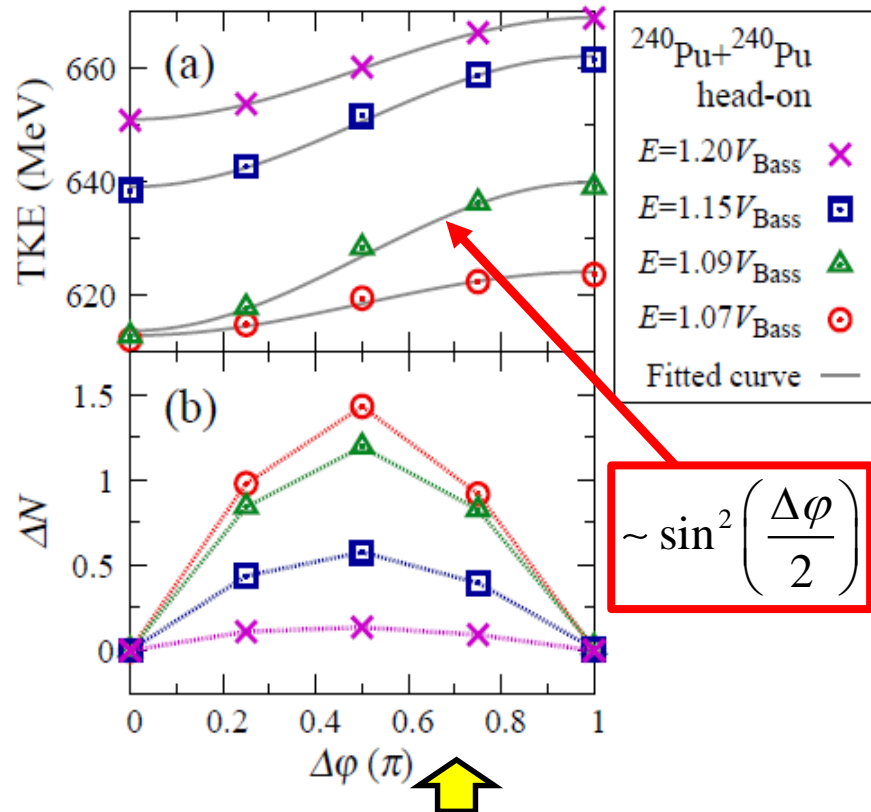 (a)
TKE (MeV)
660
640
620
²⁴⁰Pu+²⁴⁰Pu
head-on
E=1.20V_Bass
E=1.15V_Bass
E=1.09V_Bass
E=1.07V_Bass
Fitted curve
(b)
ΔN
1.5
1
0.5
0
~ sin²(Δφ/2)
0 0.2 0.4 0.6 0.8 1
Δφ (π)